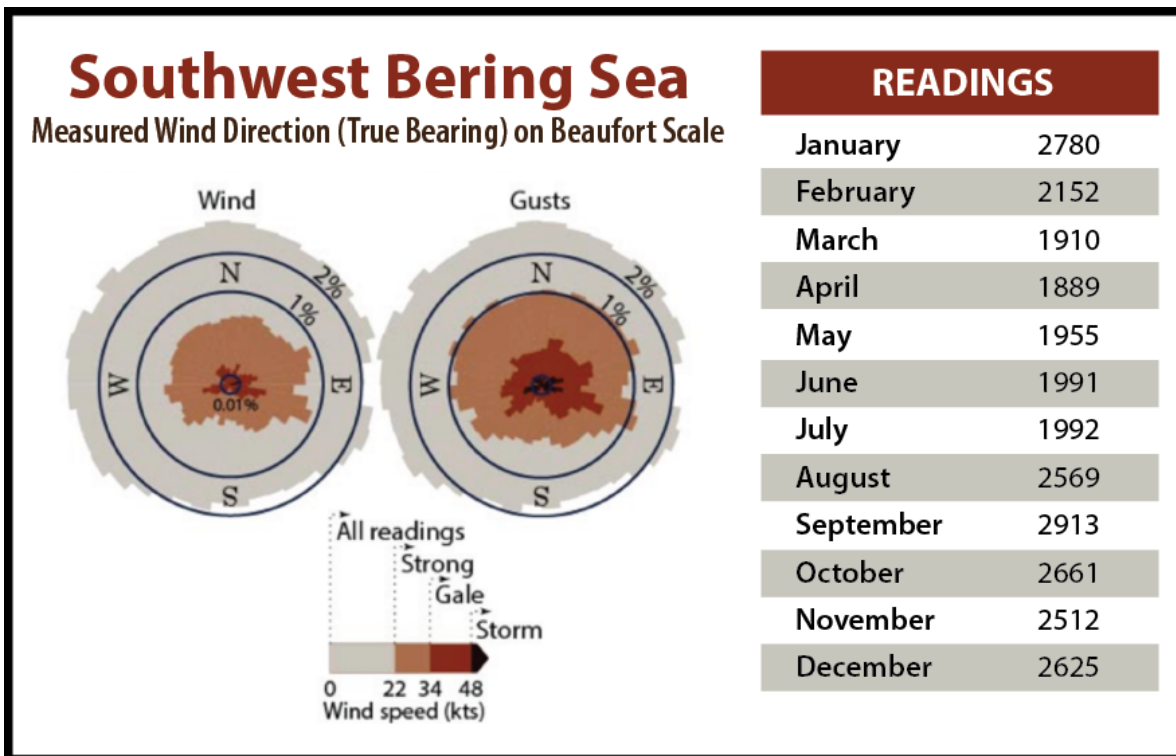 Southwest Bering Sea
Measured Wind Direction (True Bearing) on Beaufort Scale
Wind
N
2%
1%
W
E
0.01%
S
Gusts
N
2%
1%
W
E
S
All readings
Strong
Gale
Storm
0 22 34 48
Wind speed (kts)
READINGS
January 2780
February 2152
March 1910
April 1889
May 1955
June 1991
July 1992
August 2569
September 2913
October 2661
November 2512
December 2625